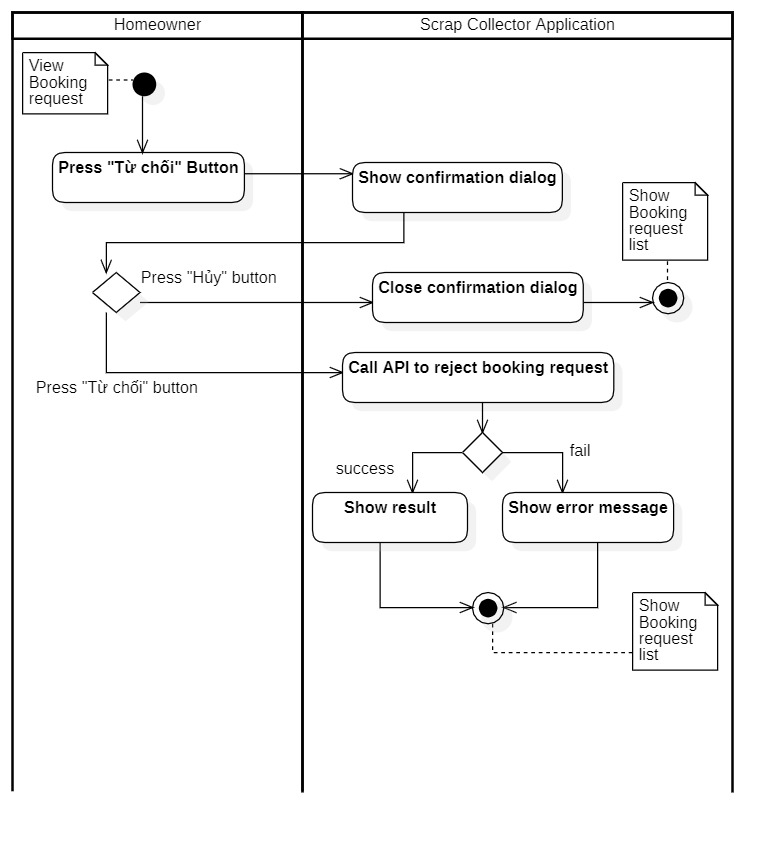 Homeowner
Scrap Collector Application
View
Booking
request
Press "Từ chối" Button
Show confirmation dialog
Show
Booking
request
list
Press "Hủy" button
Close confirmation dialog
Call API to reject booking request
Press "Từ chối" button
fail
success
Show result
Show error message
Show
Booking
request
list